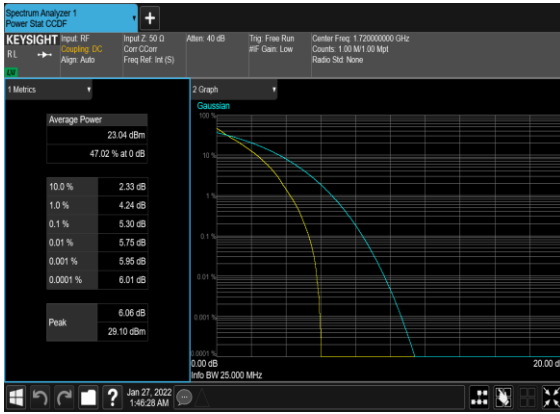 Spectrum Analyzer 1
Power Stat CCDF
KEYSIGHT
RL
LXI
Input: RF
Coupling: DC
Align: Auto
Input Z: 50 Ω
Corr CCorr
Freq Ref: Int (S)
Atten: 40 dB
Trig: Free Run
#IF Gain: Low
Center Freq: 1.720000000 GHz
Counts: 1.00 M/1.00 Mpt
Radio Std: None
1 Metrics
Average Power
23.04 dBm
47.02 % at 0 dB
10.0 % 2.33 dB
1.0 % 4.24 dB
0.1 % 5.30 dB
0.01 % 5.75 dB
0.001 % 5.95 dB
0.0001 % 6.01 dB
Peak
6.06 dB
29.10 dBm
2 Graph
Gaussian
100 %
10 %
1 %
0.1 %
0.01 %
0.001 %
0.0001 %
0.00 dB
20.00 d
Info BW 25.000 MHz
?
Jan 27, 2022
1:46:28 AM